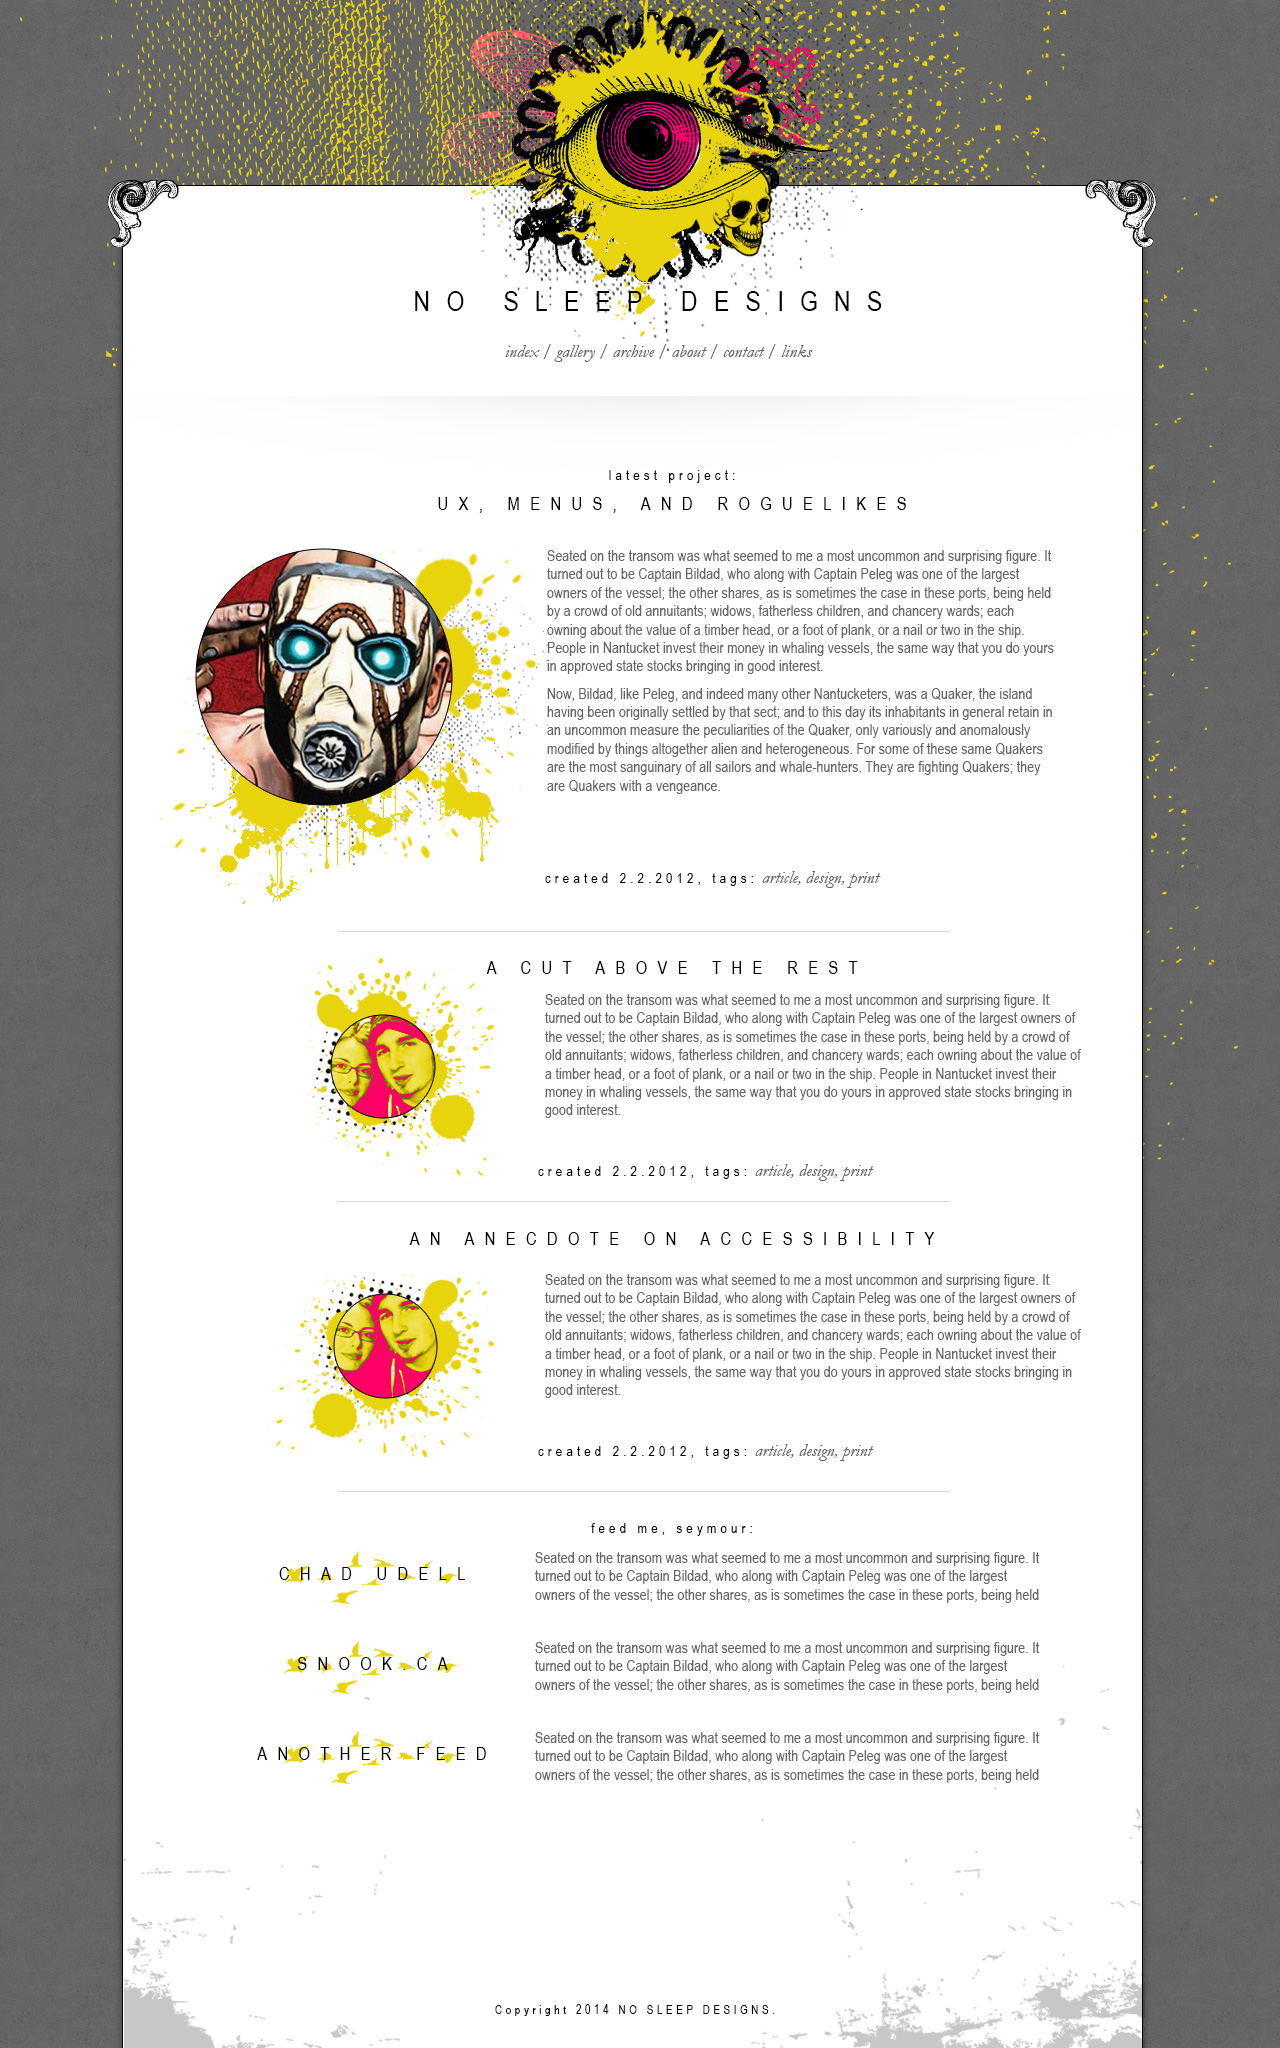 NO SLEEP DESIGNS
index / gallery / archive / about / contact / links
latest project:
UX, MENUS, AND ROGUELIKES
Seated on the transom was what seemed to me a most uncommon and surprising figure. It
turned out to be Captain Bildad, who along with Captain Peleg was one of the largest
owners of the vessel; the other shares, as is sometimes the case in these ports, being held
by a crowd of old annuitants; widows, fatherless children, and chancery wards; each
owning about the value of a timber head, or a foot of plank, or a nail or two in the ship.
People in Nantucket invest their money in whaling vessels, the same way that you do yours
in approved state stocks bringing in good interest.
Now, Bildad, like Peleg, and indeed many other Nantucketers, was a Quaker, the island
having been originally settled by that sect; and to this day its inhabitants in general retain in
an uncommon measure the peculiarities of the Quaker, only variously and anomalously
modified by things altogether alien and heterogeneous. For some of these same Quakers
are the most sanguinary of all sailors and whale-hunters. They are fighting Quakers; they
are Quakers with a vengeance.
created 2.2.2012, tags: article, design, print
A CUT ABOVE THE REST
Seated on the transom was what seemed to me a most uncommon and surprising figure. It
turned out to be Captain Bildad, who along with Captain Peleg was one of the largest owners of
the vessel; the other shares, as is sometimes the case in these ports, being held by a crowd of
old annuitants; widows, fatherless children, and chancery wards; each owning about the value of
a timber head, or a foot of plank, or a nail or two in the ship. People in Nantucket invest their
money in whaling vessels, the same way that you do yours in approved state stocks bringing in
good interest.
created 2.2.2012, tags: article, design, print
AN ANECDOTE ON ACCESSIBILITY
Seated on the transom was what seemed to me a most uncommon and surprising figure. It
turned out to be Captain Bildad, who along with Captain Peleg was one of the largest owners of
the vessel; the other shares, as is sometimes the case in these ports, being held by a crowd of
old annuitants; widows, fatherless children, and chancery wards; each owning about the value of
a timber head, or a foot of plank, or a nail or two in the ship. People in Nantucket invest their
money in whaling vessels, the same way that you do yours in approved state stocks bringing in
good interest.
created 2.2.2012, tags: article, design, print
feed me, seymour:
CHAD UDELL
Seated on the transom was what seemed to me a most uncommon and surprising figure. It
turned out to be Captain Bildad, who along with Captain Peleg was one of the largest
owners of the vessel; the other shares, as is sometimes the case in these ports, being held
SNOOK.CA
Seated on the transom was what seemed to me a most uncommon and surprising figure. It
turned out to be Captain Bildad, who along with Captain Peleg was one of the largest
owners of the vessel; the other shares, as is sometimes the case in these ports, being held
ANOTHER FEED
Seated on the transom was what seemed to me a most uncommon and surprising figure. It
turned out to be Captain Bildad, who along with Captain Peleg was one of the largest
owners of the vessel; the other shares, as is sometimes the case in these ports, being held
Copyright 2014 NO SLEEP DESIGNS.